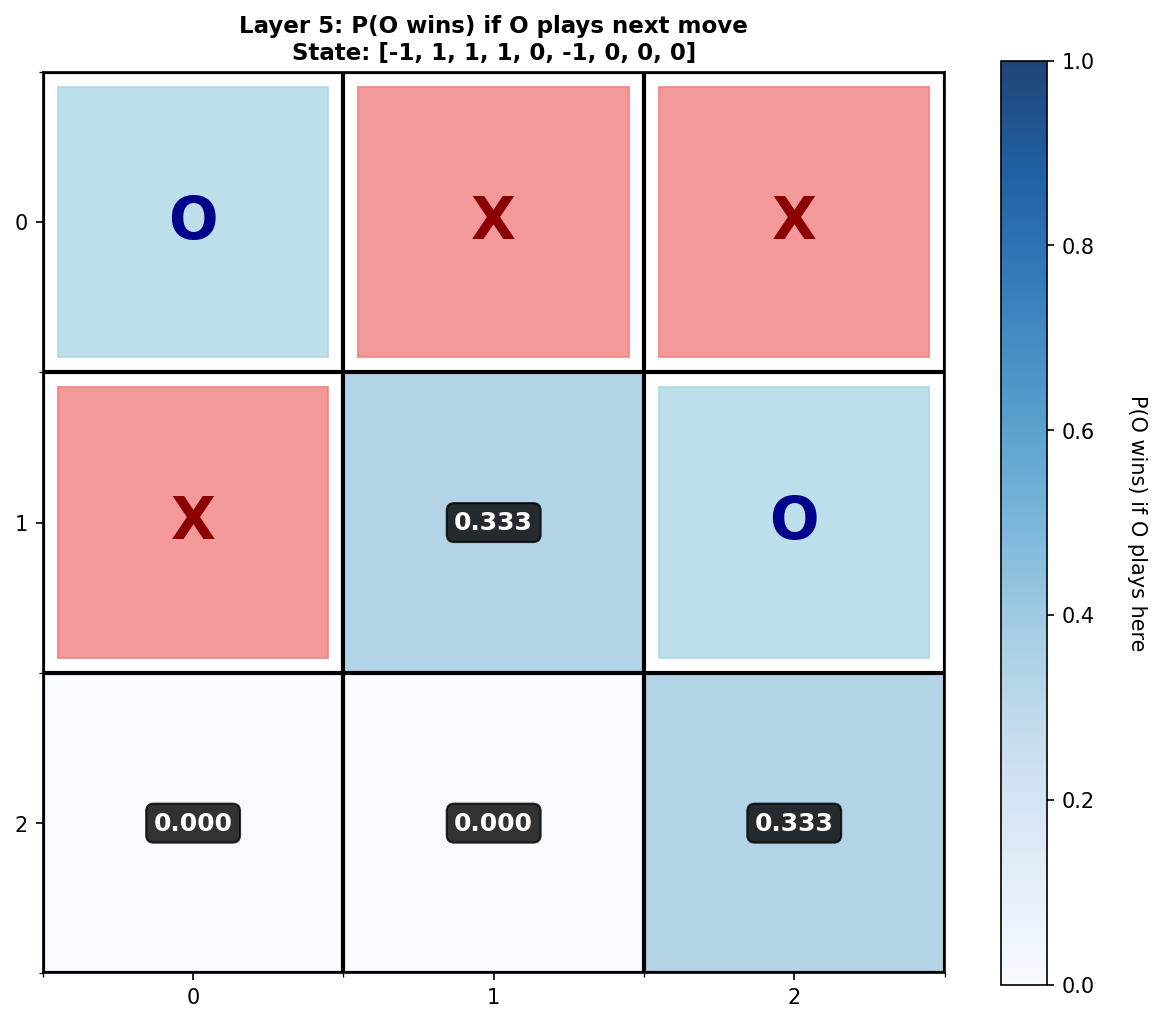 Layer 5: P(O wins) if O plays next move
State: [-1, 1, 1, 1, 0, -1, 0, 0, 0]
1.0
0.8
0.6
0.4
0.2
0.0
P(O wins) if O plays here
0
O
X
X
1
X
0.333
O
2
0.000
0.000
0.333
0
1
2